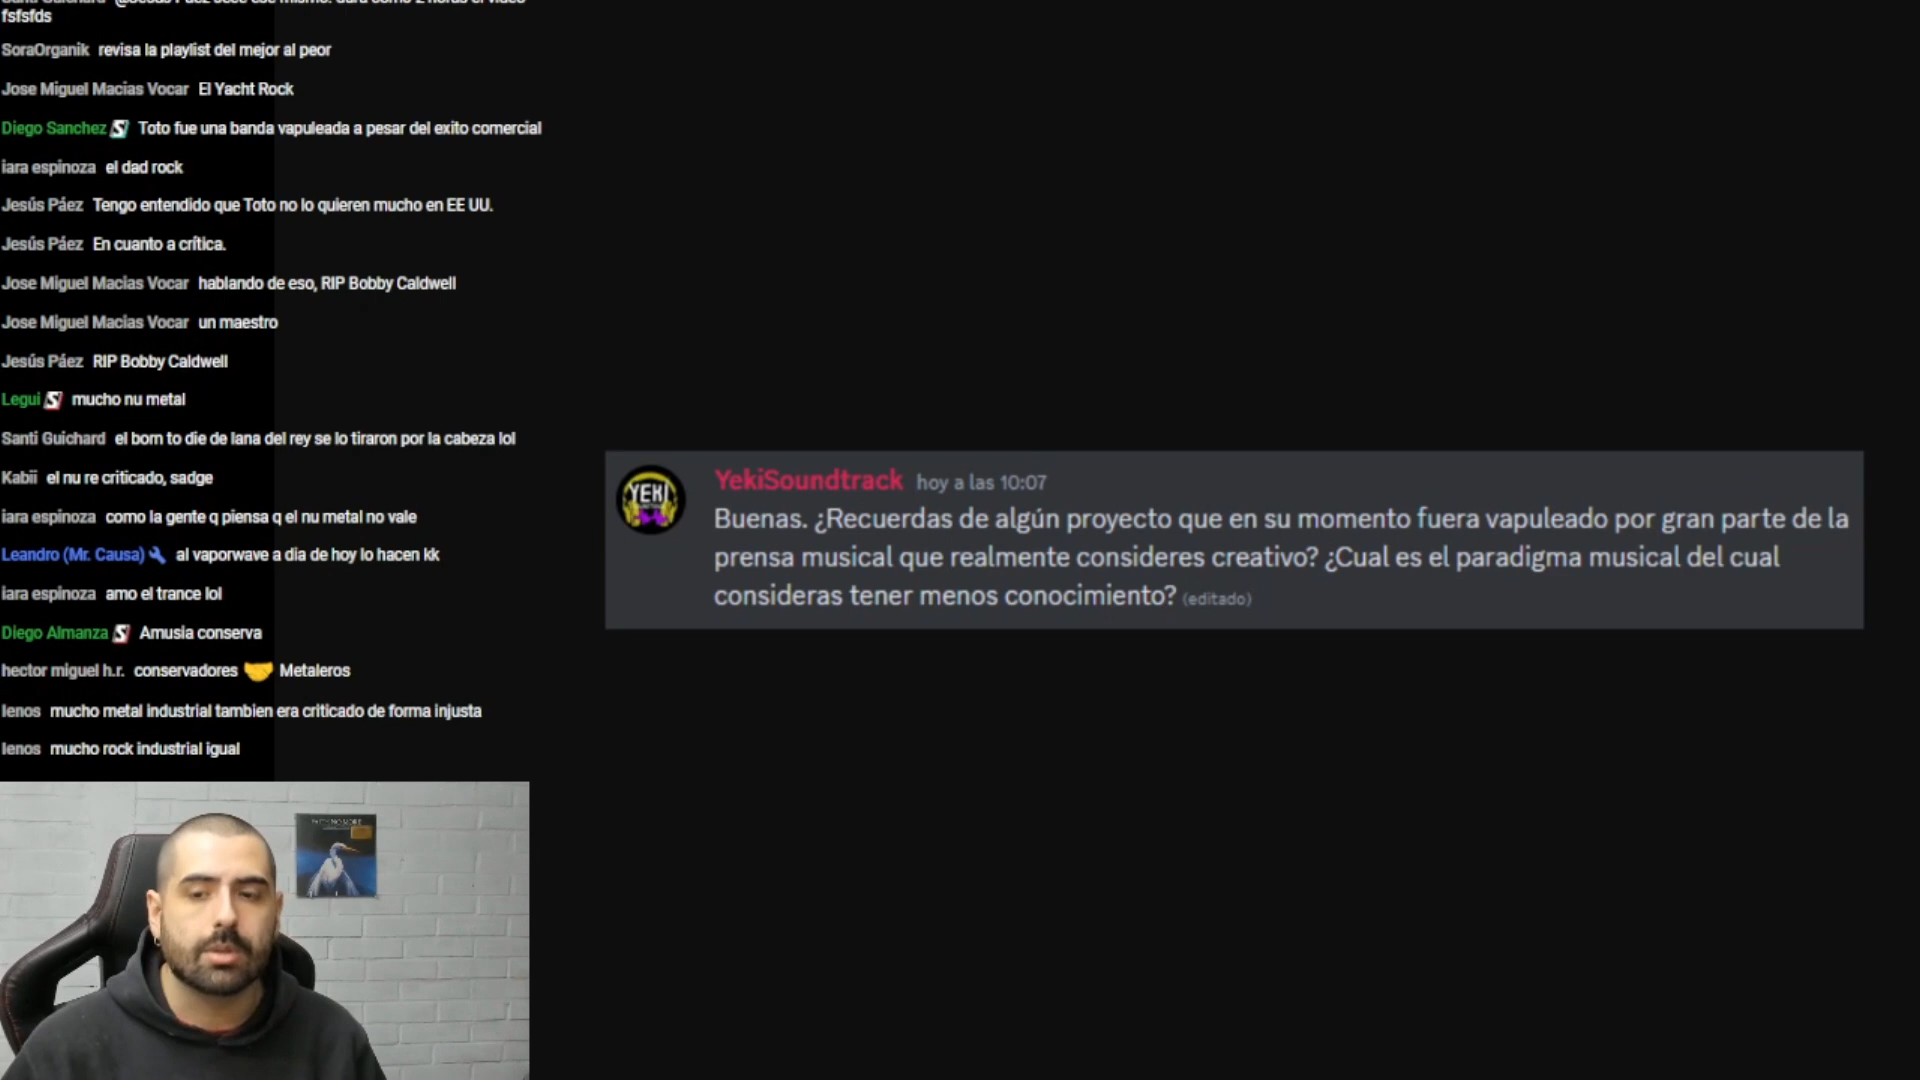 fsfsfds
SoraOrganik revisa la playlist del mejor al peor
Jose Miguel Macias Vocar El Yacht Rock
Diego Sanchez Toto fue una banda vapuleada a pesar del exito comercial
iara espinoza el dad rock
Jesús Páez Tengo entendido que Toto no lo quieren mucho en EE UU.
Jesús Páez En cuanto a crítica.
Jose Miguel Macias Vocar hablando de eso, RIP Bobby Caldwell
Jose Miguel Macias Vocar un maestro
Jesús Páez RIP Bobby Caldwell
Legui mucho nu metal
Santi Guichard el born to die de lana del rey se lo tiraron por la cabeza lol
Kabii el nu re criticado, sadge
iara espinoza como la gente q piensa q el nu metal no vale
Leandro (Mr. Causa) al vaporwave a dia de hoy lo hacen kk
iara espinoza amo el trance lol
Diego Almanza Amusia conserva
hector miguel h.r. conservadores 🤝 Metaleros
Ienos mucho metal industrial tambien era criticado de forma injusta
Ienos mucho rock industrial igual
YEKI
YekiSoundtrack hoy a las 10:07
Buenas. ¿Recuerdas de algún proyecto que en su momento fuera vapuleado por gran parte de la
prensa musical que realmente consideres creativo? ¿Cual es el paradigma musical del cual
consideras tener menos conocimiento? (editado)
FAITH NO MORE